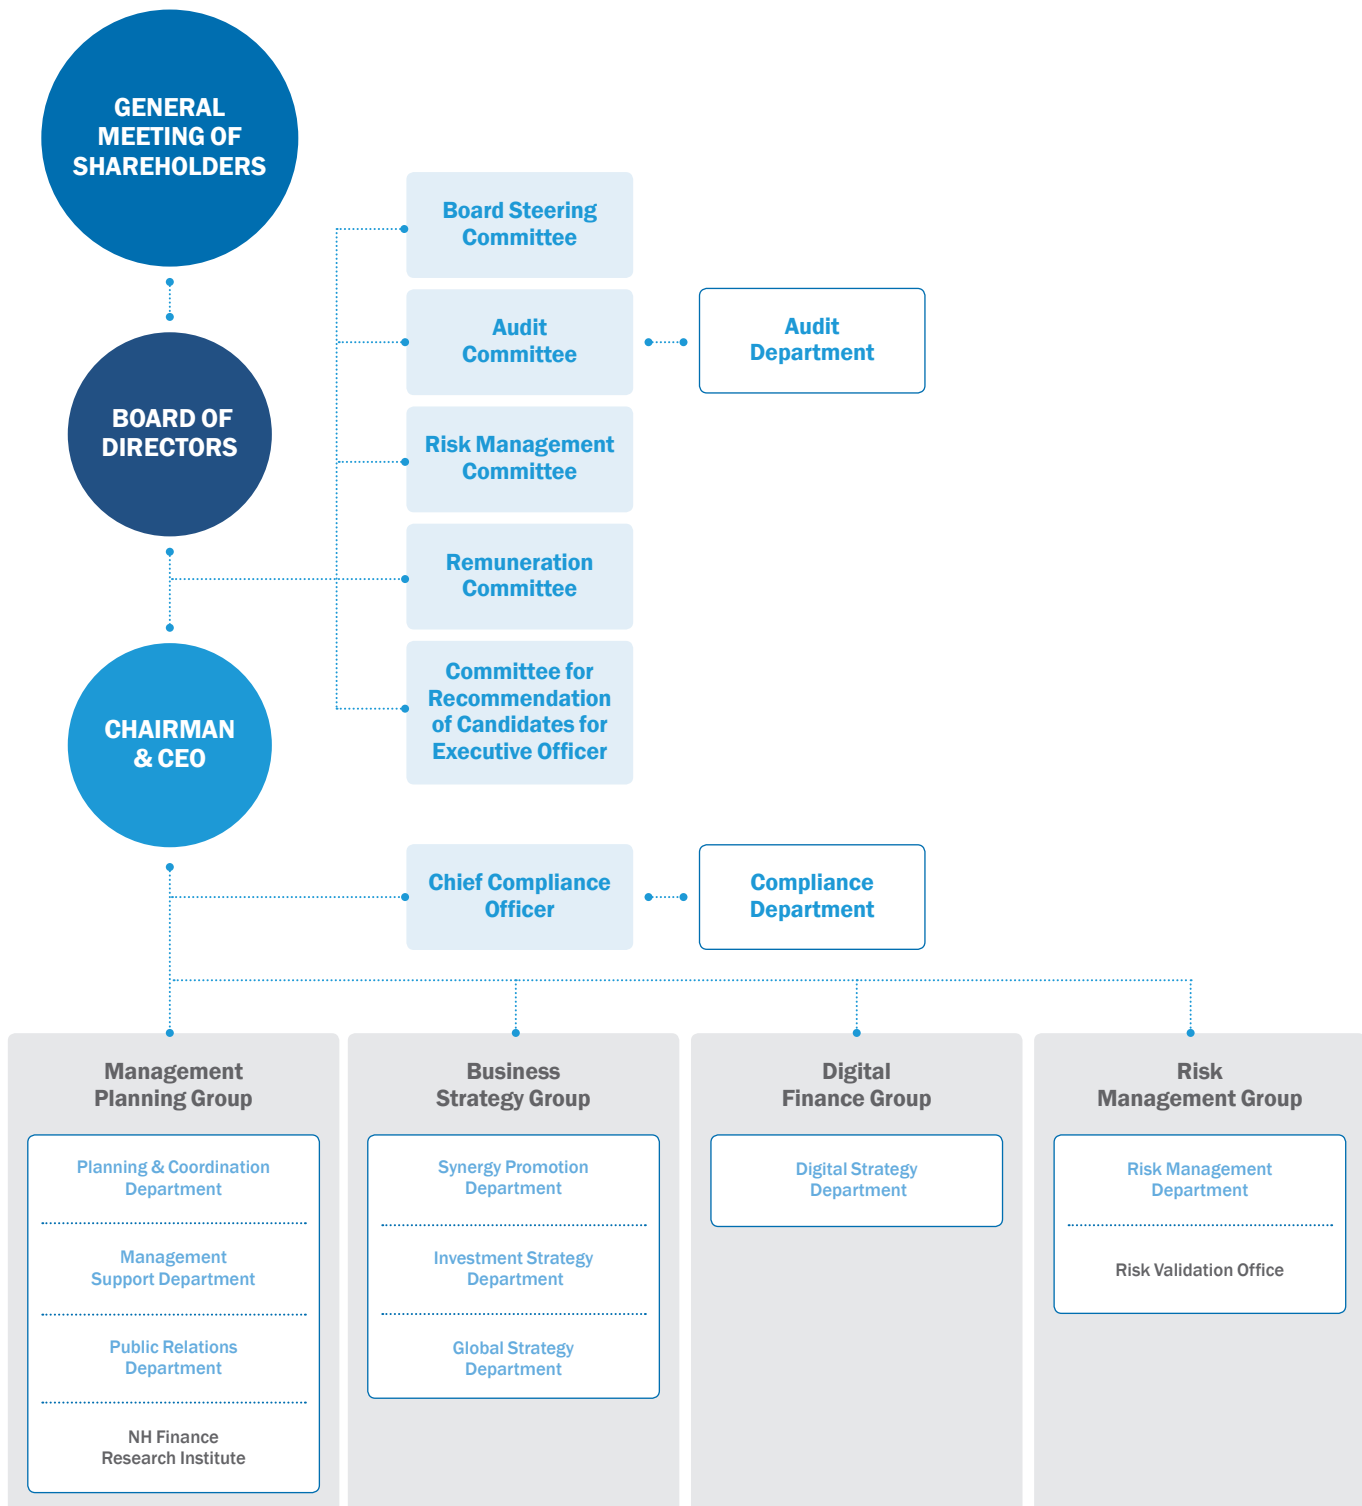 GENERAL
MEETING OF
SHAREHOLDERS
BOARD OF
DIRECTORS
CHAIRMAN
& CEO
Board Steering
Committee
Audit
Committee
Audit
Department
Risk Management
Committee
Remuneration
Committee
Committee for
Recommendation
of Candidates for
Executive Officer
Chief Compliance
Officer
Compliance
Department
Management
Planning Group
Planning & Coordination
Department
Management
Support Department
Public Relations
Department
NH Finance
Research Institute
Business
Strategy Group
Synergy Promotion
Department
Investment Strategy
Department
Global Strategy
Department
Digital
Finance Group
Digital Strategy
Department
Risk
Management Group
Risk Management
Department
Risk Validation Office